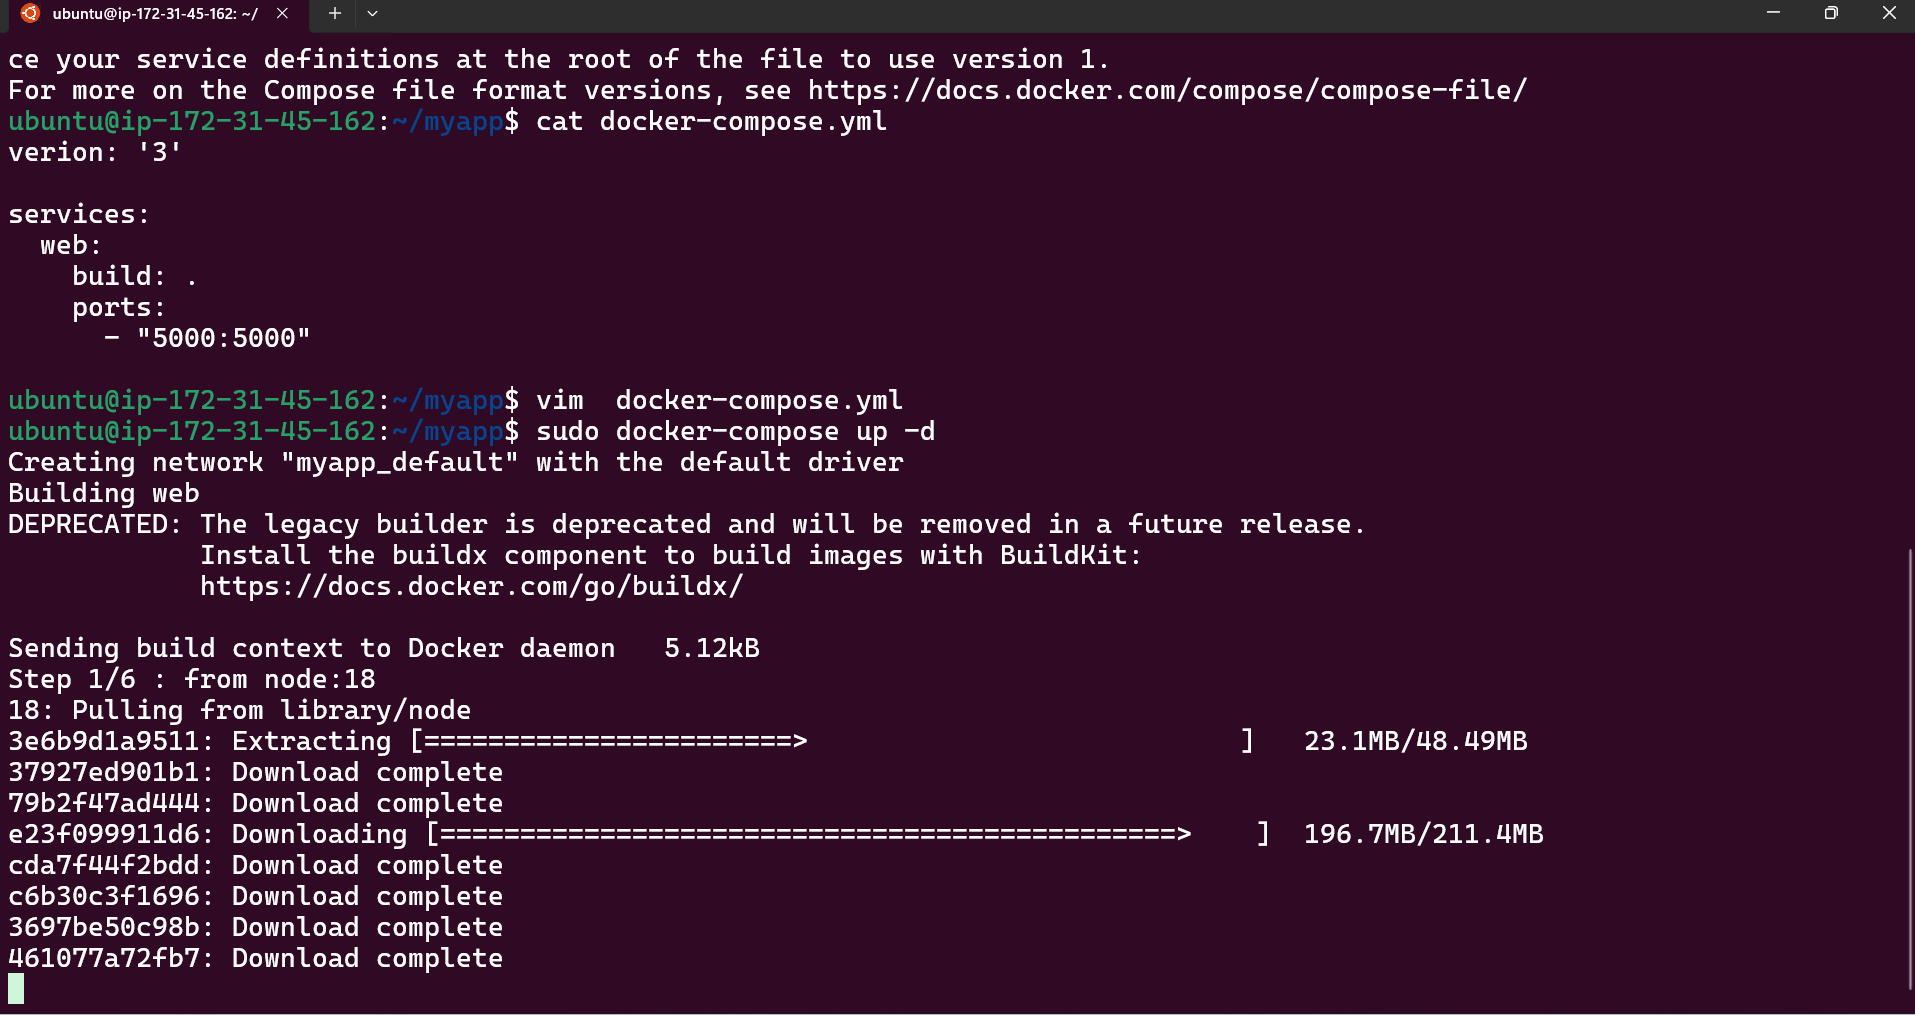 ubuntu@ip-172-31-45-162: ~/
ce your service definitions at the root of the file to use version 1.
For more on the Compose file format versions, see https://docs.docker.com/compose/compose-file/
ubuntu@ip-172-31-45-162:~/myapp$ cat docker-compose.yml
verion: '3'

services:
  web:
    build: .
    ports:
      - "5000:5000"

ubuntu@ip-172-31-45-162:~/myapp$ vim  docker-compose.yml
ubuntu@ip-172-31-45-162:~/myapp$ sudo docker-compose up -d
Creating network "myapp_default" with the default driver
Building web
DEPRECATED: The legacy builder is deprecated and will be removed in a future release.
            Install the buildx component to build images with BuildKit:
            https://docs.docker.com/go/buildx/

Sending build context to Docker daemon   5.12kB
Step 1/6 : from node:18
18: Pulling from library/node
3e6b9d1a9511: Extracting [=======================>                           ]   23.1MB/48.49MB
37927ed901b1: Download complete
79b2f47ad444: Download complete
e23f099911d6: Downloading [==============================================>    ]  196.7MB/211.4MB
cda7f44f2bdd: Download complete
c6b30c3f1696: Download complete
3697be50c98b: Download complete
461077a72fb7: Download complete